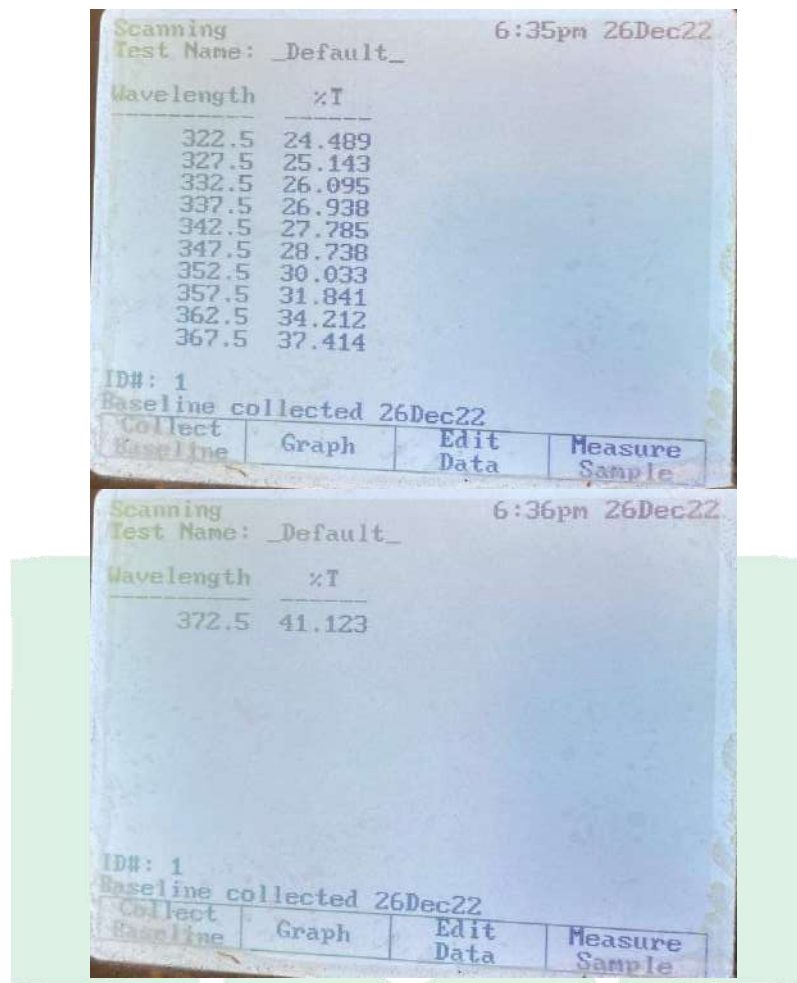 Scanning 6:35pm 26Dec22
Test Name: _Default_
Wavelength %T
322.5 24.489
327.5 25.143
332.5 26.095
337.5 26.938
342.5 27.785
347.5 28.738
352.5 30.033
357.5 31.841
362.5 34.212
367.5 37.414
ID#: 1
Baseline collected 26Dec22
Collect Baseline
Graph
Edit Data
Measure Sample
Scanning 6:36pm 26Dec22
Test Name: _Default_
Wavelength %T
372.5 41.123
ID#: 1
Baseline collected 26Dec22
Collect Baseline
Graph
Edit Data
Measure Sample